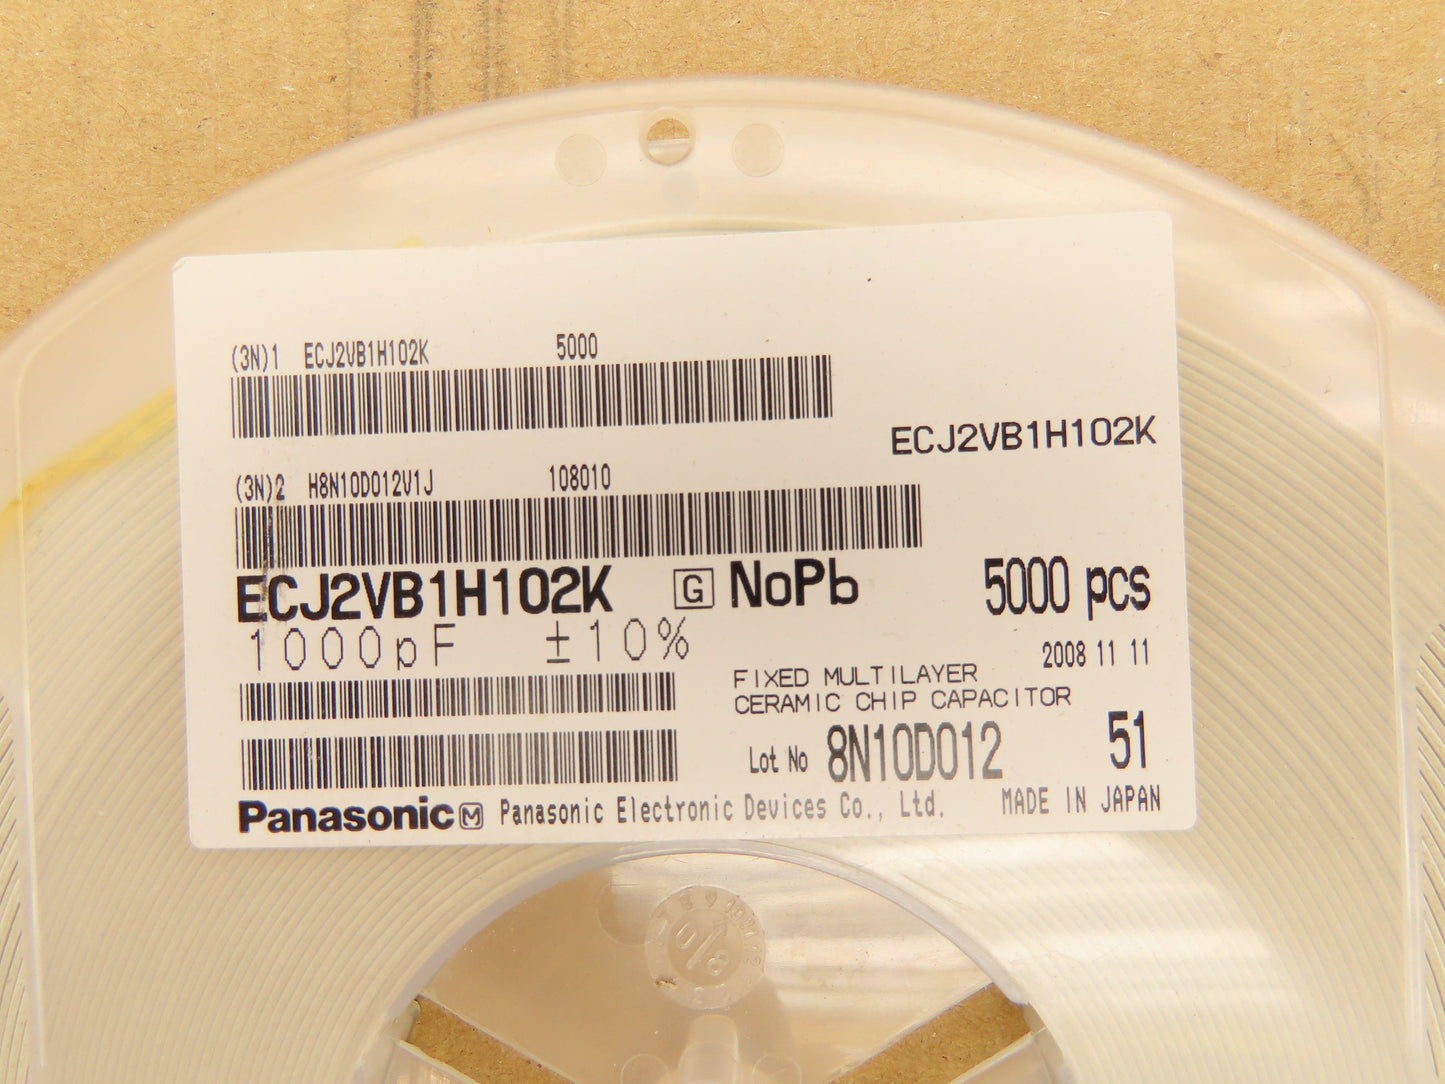 (3N)1 ECJ2VB1H102K 5000
ECJ2VB1H102K
(3N)2 H8N10D012V1J 108010
ECJ2VB1H102K G NoPb 5000 pcs
1000pF ±10%
2008 11 11
FIXED MULTILAYER
CERAMIC CHIP CAPACITOR
Lot No 8N10D012 51
Panasonic M Panasonic Electronic Devices Co., Ltd. MADE IN JAPAN